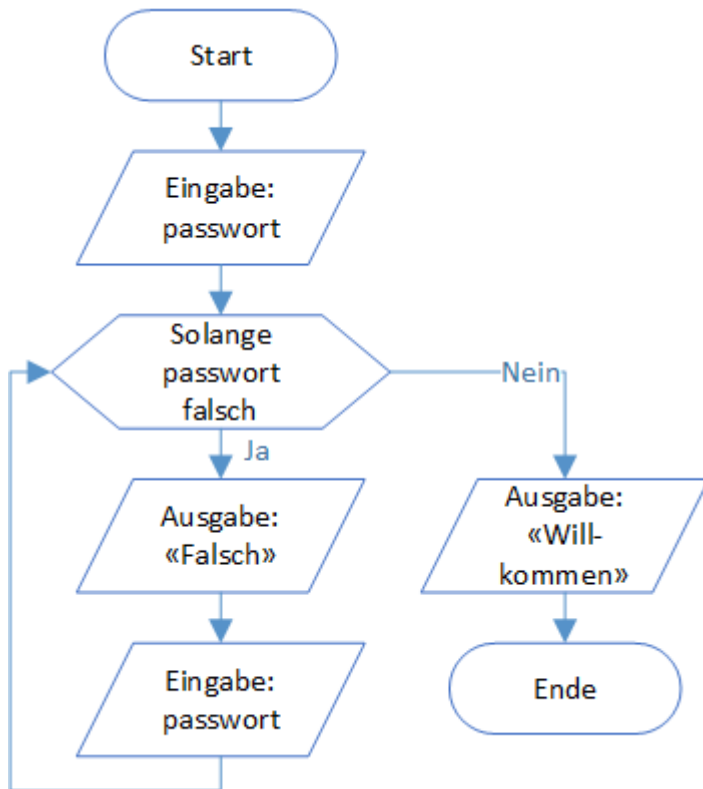 Start
Eingabe:
passwort
Solange
passwort
falsch
Nein
Ja
Ausgabe:
«Falsch»
Ausgabe:
«Will-
kommen»
Eingabe:
passwort
Ende